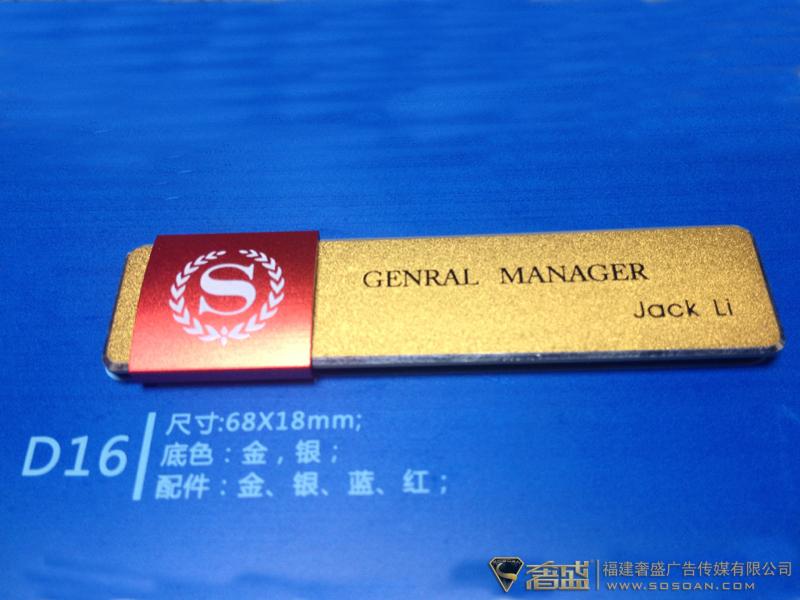 S
GENRAL MANAGER
Jack Li
D16
尺寸:68X18mm;
底色：金，银；
配件：金、银、蓝、红；
S 奢盛® 福建奢盛广告传媒有限公司
WWW.SOSOAN.COM